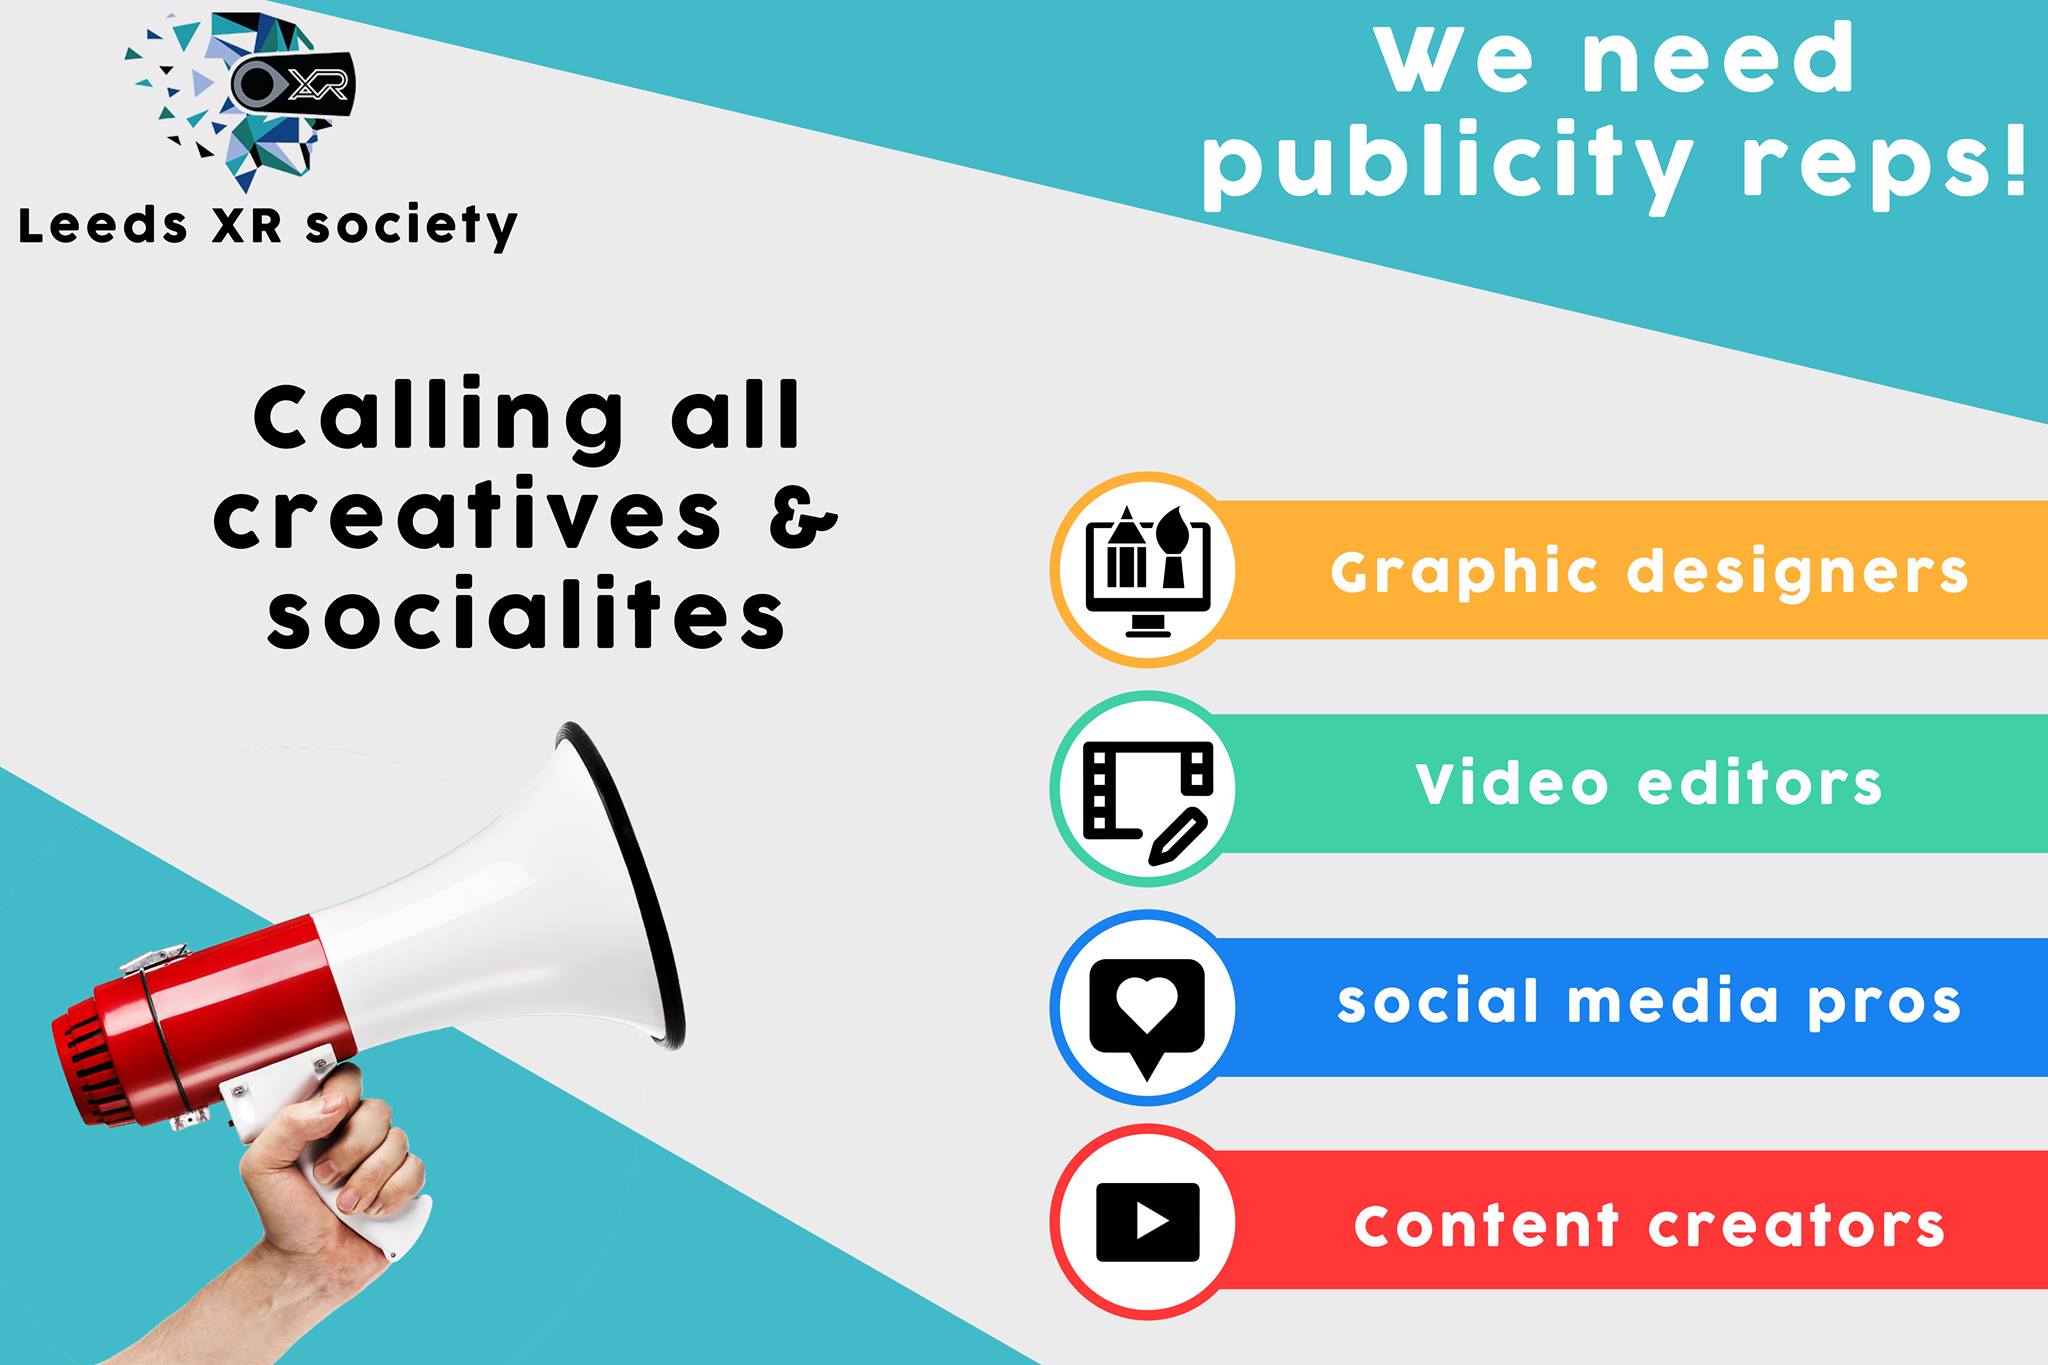 XR
Leeds XR society
We need
publicity reps!
Calling all
creatives &
socialites
Graphic designers
Video editors
social media pros
Content creators